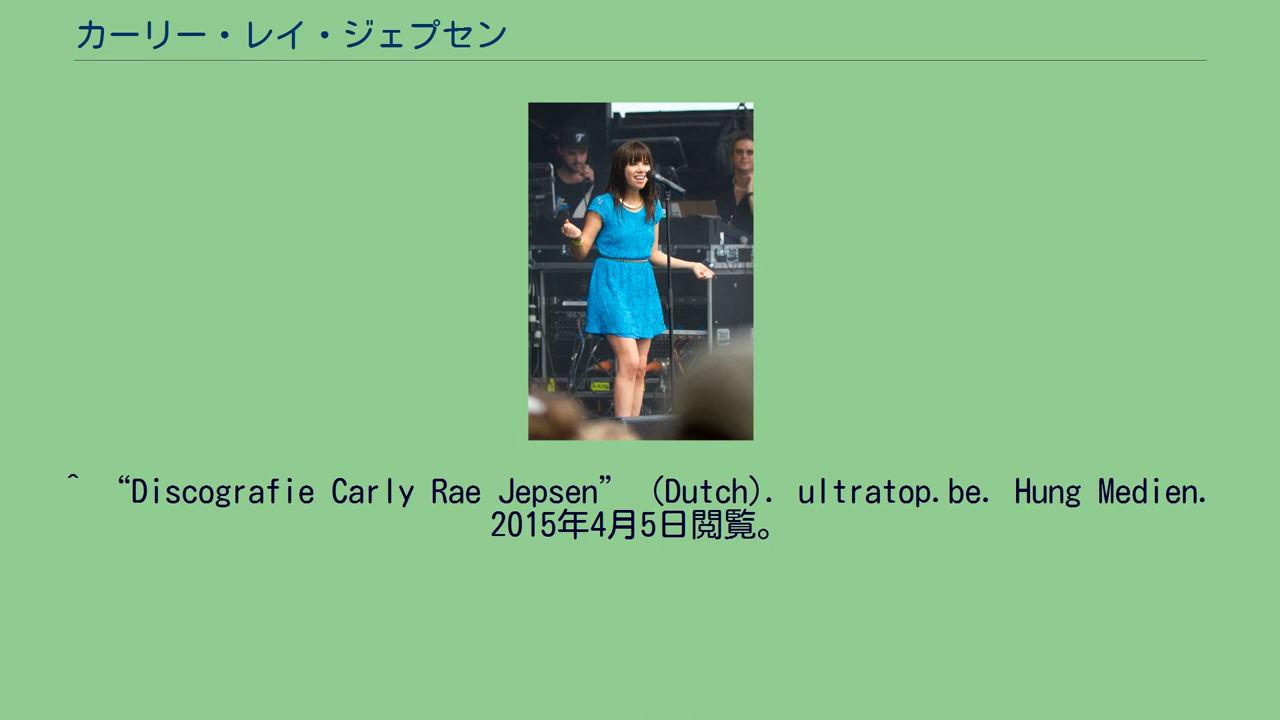 カーリー・レイ・ジェプセン
^ “Discografie Carly Rae Jepsen” (Dutch). ultratop.be. Hung Medien.
2015年4月5日閲覧。